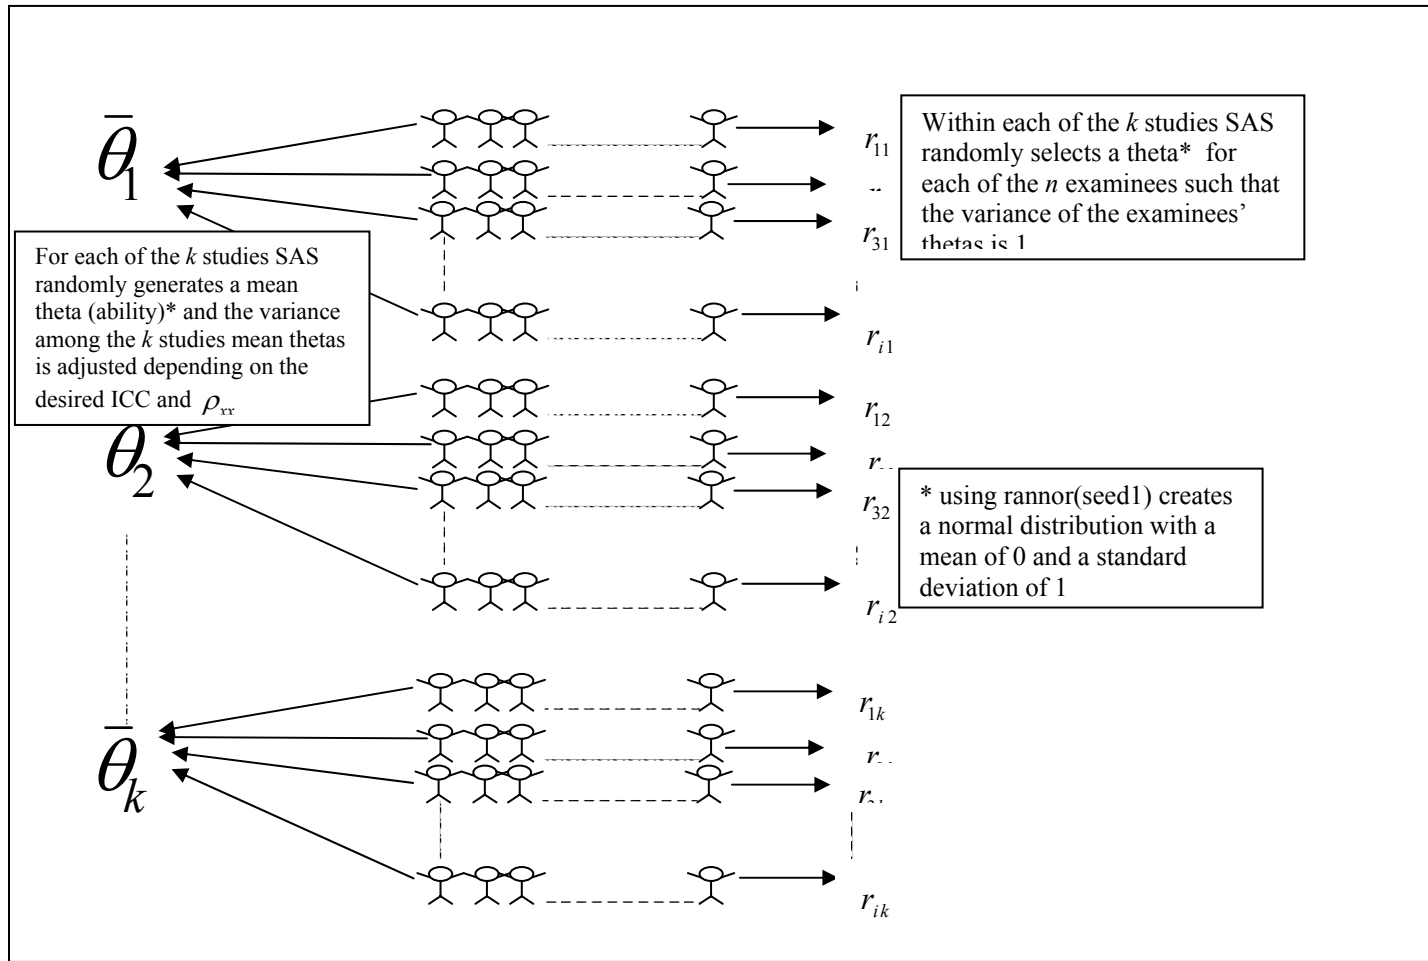 θ̄₁
r₁₁
r₃₁
rᵢ₁
Within each of the k studies SAS
randomly selects a theta* for
each of the n examinees such that
the variance of the examinees’
thetas is 1
For each of the k studies SAS
randomly generates a mean
theta (ability)* and the variance
among the k studies mean thetas
is adjusted depending on the
desired ICC and ρₓₓ
θ₂
r₁₂
r₃₂
rᵢ₂
* using rannor(seed1) creates
a normal distribution with a
mean of 0 and a standard
deviation of 1
θ̄ₖ
r₁ₖ
rᵢₖ